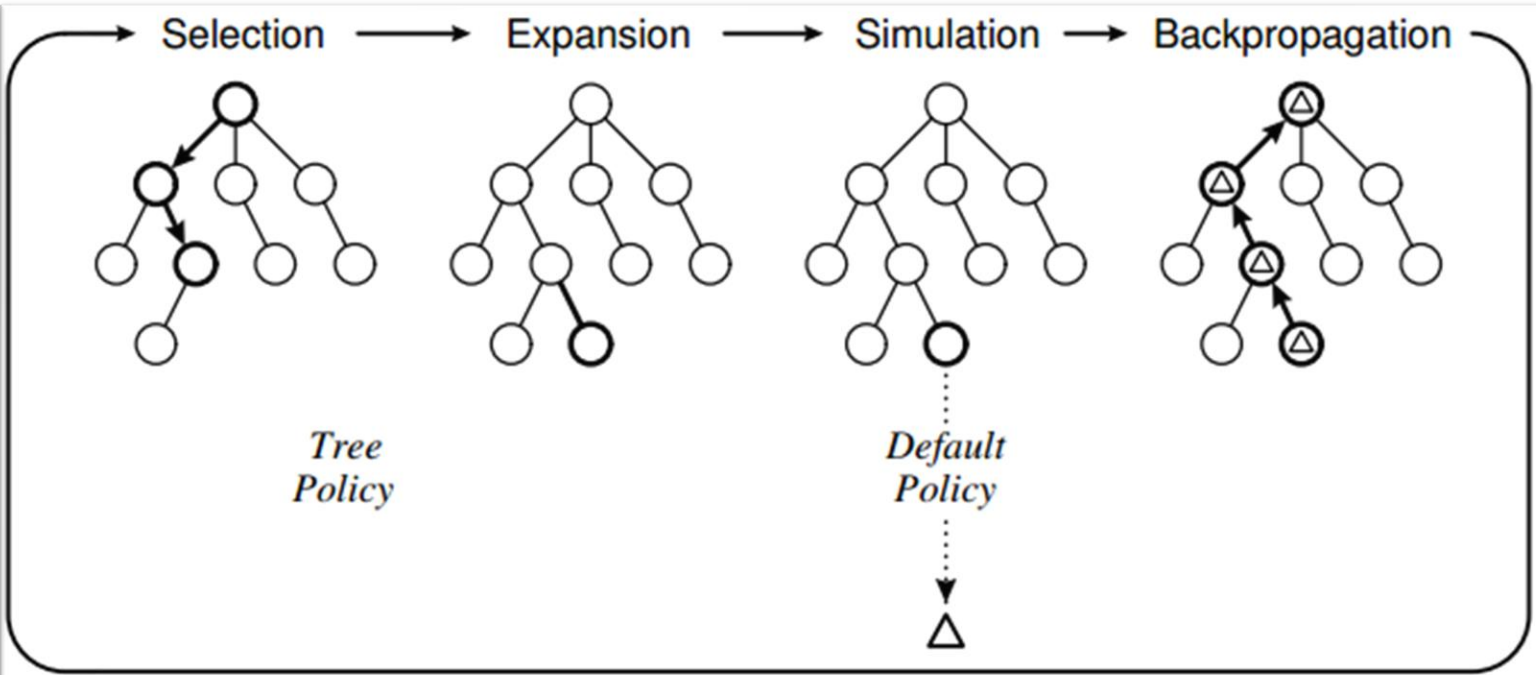 Selection Expansion Simulation Backpropagation
Tree
Policy
Default
Policy